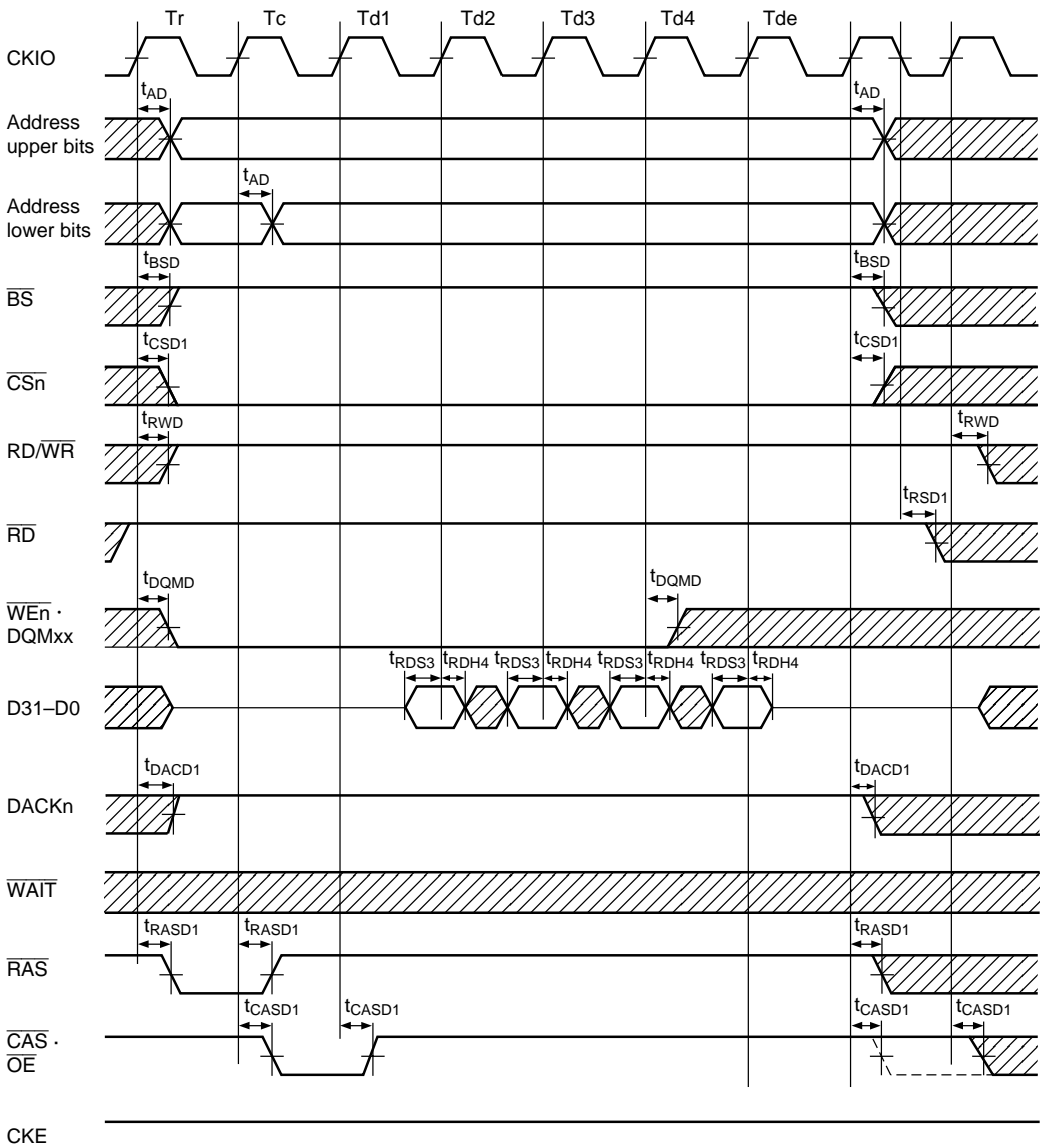 Tr Tc Td1 Td2 Td3 Td4 Tde
CKIO
tAD tAD
Address
upper bits
tAD
Address
lower bits
tBSD tBSD
BS
tCSD1 tCSD1
CSn
tRWD tRWD
RD/WR
tRSD1
RD
tDQMD tDQMD
WEn ·
DQMxx
tRDS3 tRDH4 tRDS3 tRDH4 tRDS3 tRDH4 tRDS3 tRDH4
D31–D0
tDACD1 tDACD1
DACKn
WAIT
tRASD1 tRASD1 tRASD1
RAS
tCASD1 tCASD1 tCASD1 tCASD1
CAS ·
OE
CKE